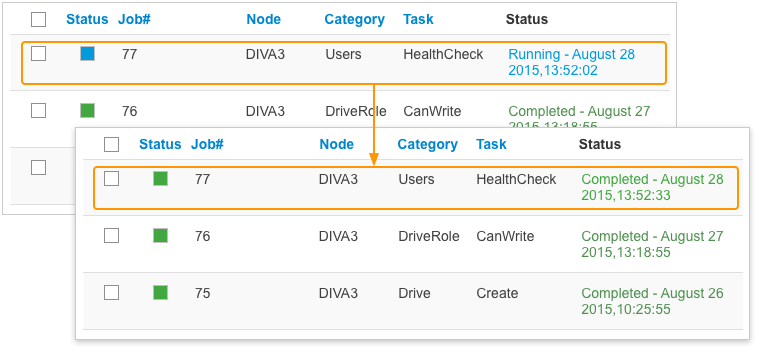 Status Job# Node Category Task Status
77 DIVA3 Users HealthCheck Running - August 28
2015,13:52:02
76 DIVA3 DriveRole CanWrite Completed - August 27
2015,13:18:55
Status Job# Node Category Task Status
77 DIVA3 Users HealthCheck Completed - August 28
2015,13:52:33
76 DIVA3 DriveRole CanWrite Completed - August 27
2015,13:18:55
75 DIVA3 Drive Create Completed - August 26
2015,10:25:55